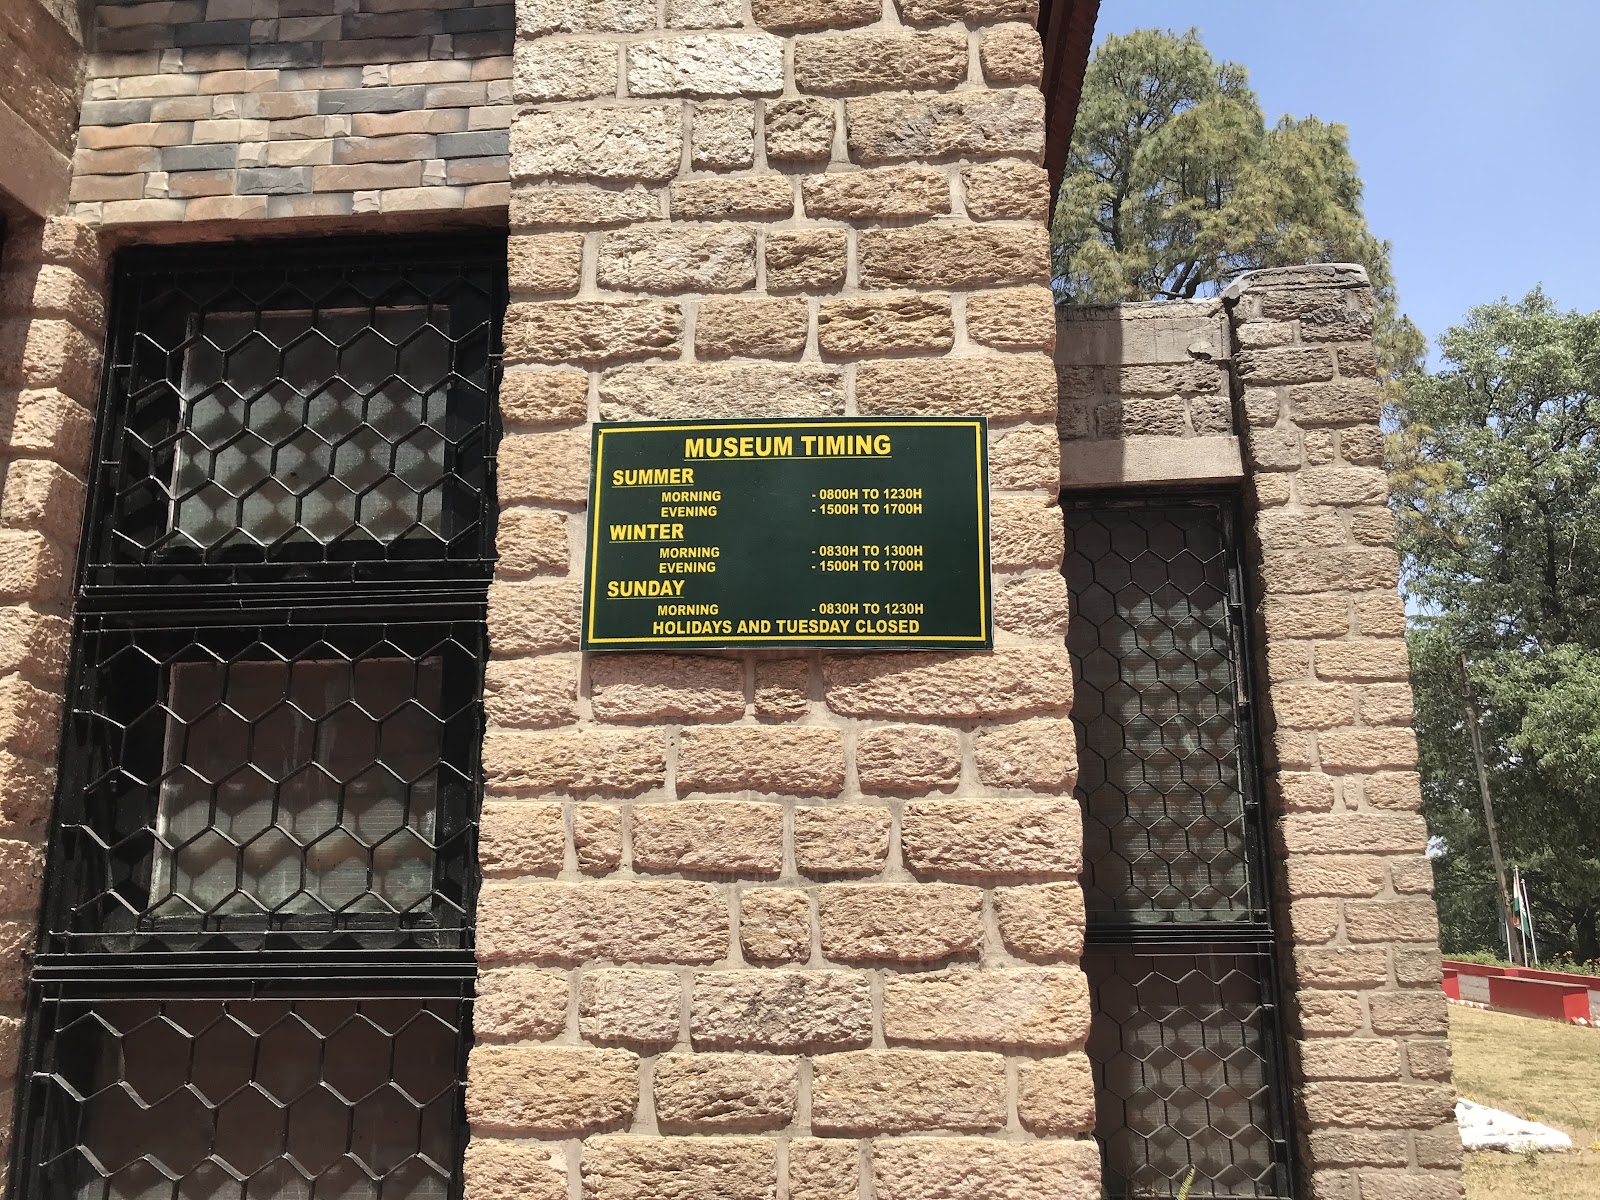 MUSEUM TIMING
SUMMER
MORNING - 0800H TO 1230H
EVENING - 1500H TO 1700H
WINTER
MORNING - 0830H TO 1300H
EVENING - 1500H TO 1700H
SUNDAY
MORNING - 0830H TO 1230H
HOLIDAYS AND TUESDAY CLOSED